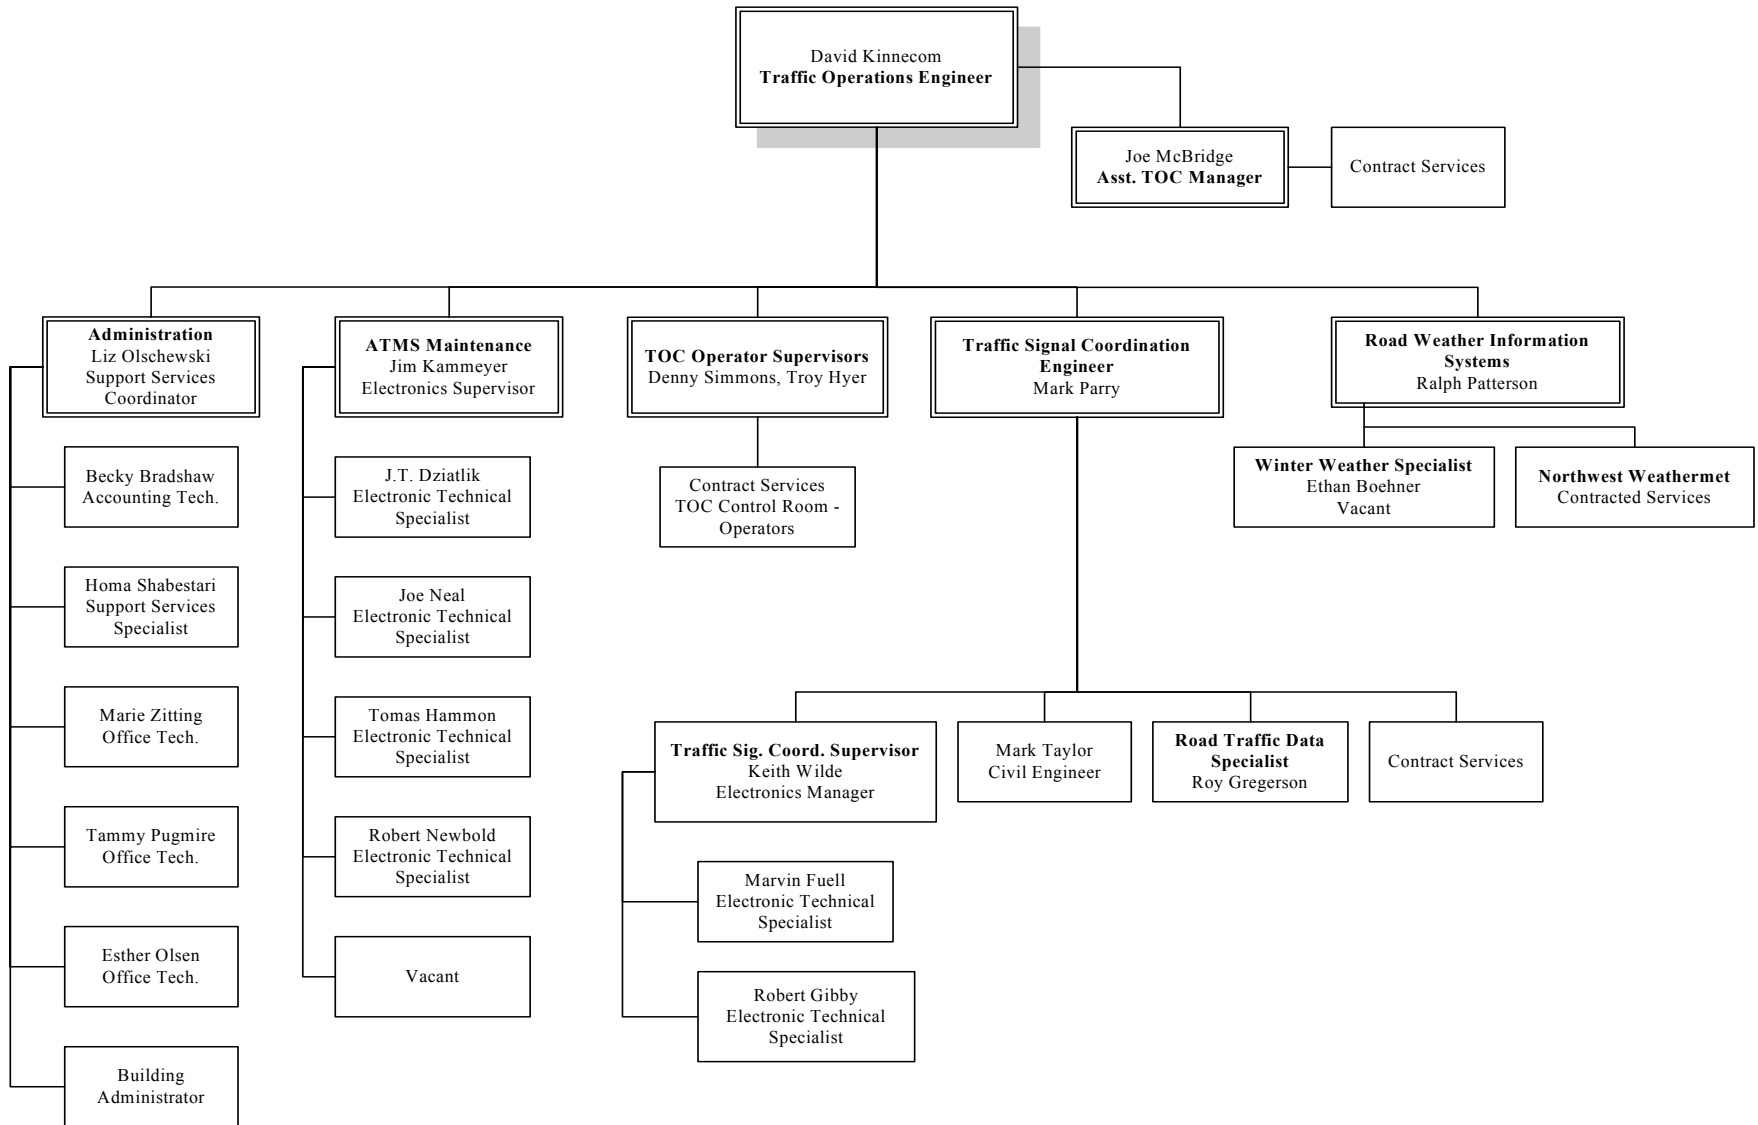 David Kinnecom
Traffic Operations Engineer
Joe McBridge
Asst. TOC Manager
Contract Services
Administration
Liz Olschewski
Support Services
Coordinator
ATMS Maintenance
Jim Kammeyer
Electronics Supervisor
TOC Operator Supervisors
Denny Simmons, Troy Hyer
Traffic Signal Coordination
Engineer
Mark Parry
Road Weather Information
Systems
Ralph Patterson
Becky Bradshaw
Accounting Tech.
Homa Shabestari
Support Services
Specialist
Marie Zitting
Office Tech.
Tammy Pugmire
Office Tech.
Esther Olsen
Office Tech.
Building
Administrator
J.T. Dziatlik
Electronic Technical
Specialist
Joe Neal
Electronic Technical
Specialist
Tomas Hammon
Electronic Technical
Specialist
Robert Newbold
Electronic Technical
Specialist
Vacant
Contract Services
TOC Control Room -
Operators
Traffic Sig. Coord. Supervisor
Keith Wilde
Electronics Manager
Marvin Fuell
Electronic Technical
Specialist
Robert Gibby
Electronic Technical
Specialist
Mark Taylor
Civil Engineer
Road Traffic Data
Specialist
Roy Gregerson
Contract Services
Winter Weather Specialist
Ethan Boehner
Vacant
Northwest Weathermet
Contracted Services